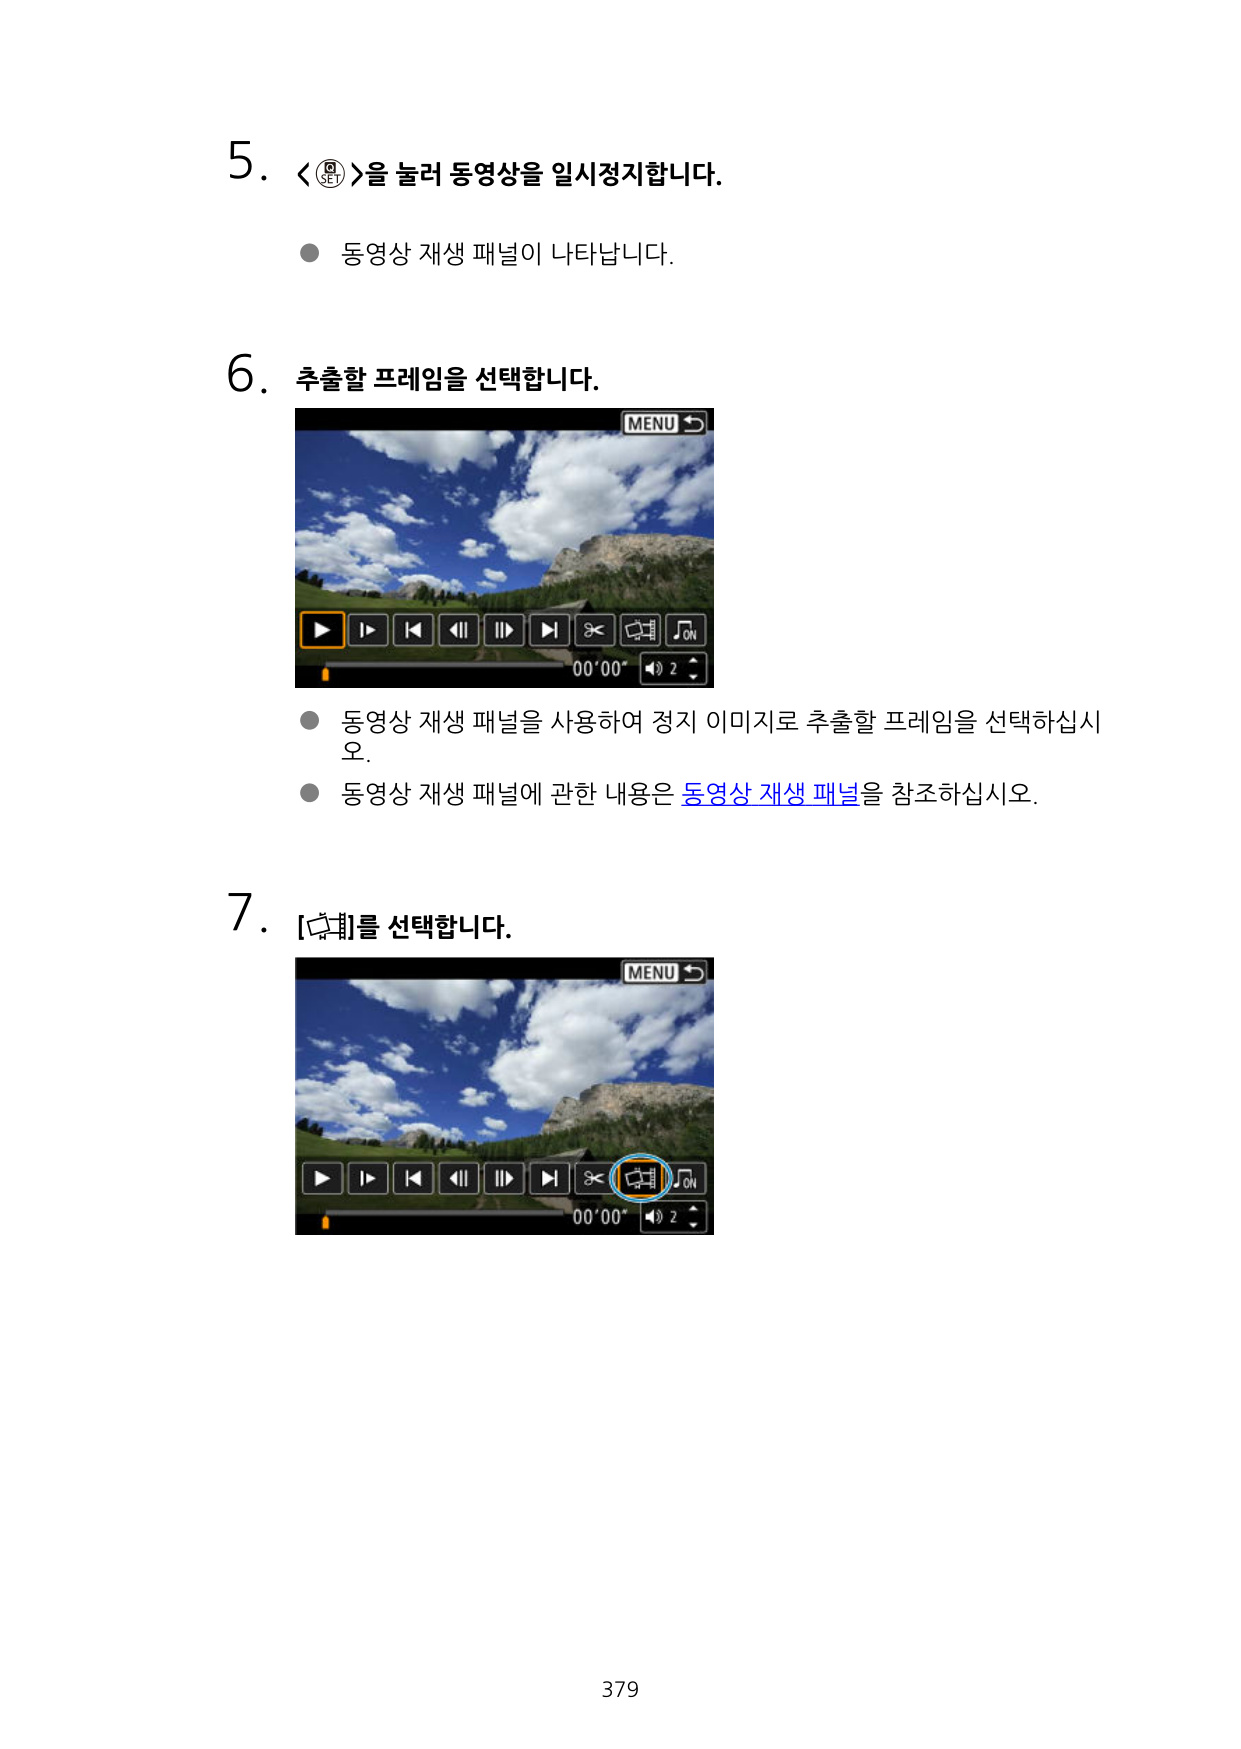 5. <Q SET>을 눌러 동영상을 일시정지합니다.
● 동영상 재생 패널이 나타납니다.
6. 추출할 프레임을 선택합니다.
MENU
ON
00'00" 2
● 동영상 재생 패널을 사용하여 정지 이미지로 추출할 프레임을 선택하십시
오.
● 동영상 재생 패널에 관한 내용은 동영상 재생 패널을 참조하십시오.
7. []를 선택합니다.
MENU
ON
00'00" 2
379